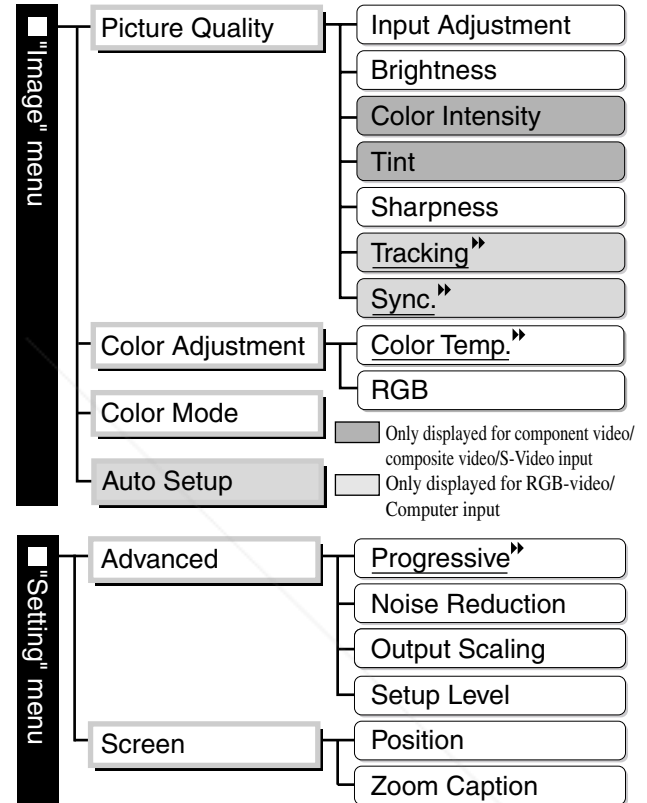 ■ "Image" menu
Picture Quality
Input Adjustment
Brightness
Color Intensity
Tint
Sharpness
Tracking
Sync.
Color Adjustment
Color Temp.
RGB
Color Mode
Auto Setup
Only displayed for component video/
composite video/S-Video input
Only displayed for RGB-video/
Computer input
■ "Setting" menu
Advanced
Progressive
Noise Reduction
Output Scaling
Setup Level
Screen
Position
Zoom Caption